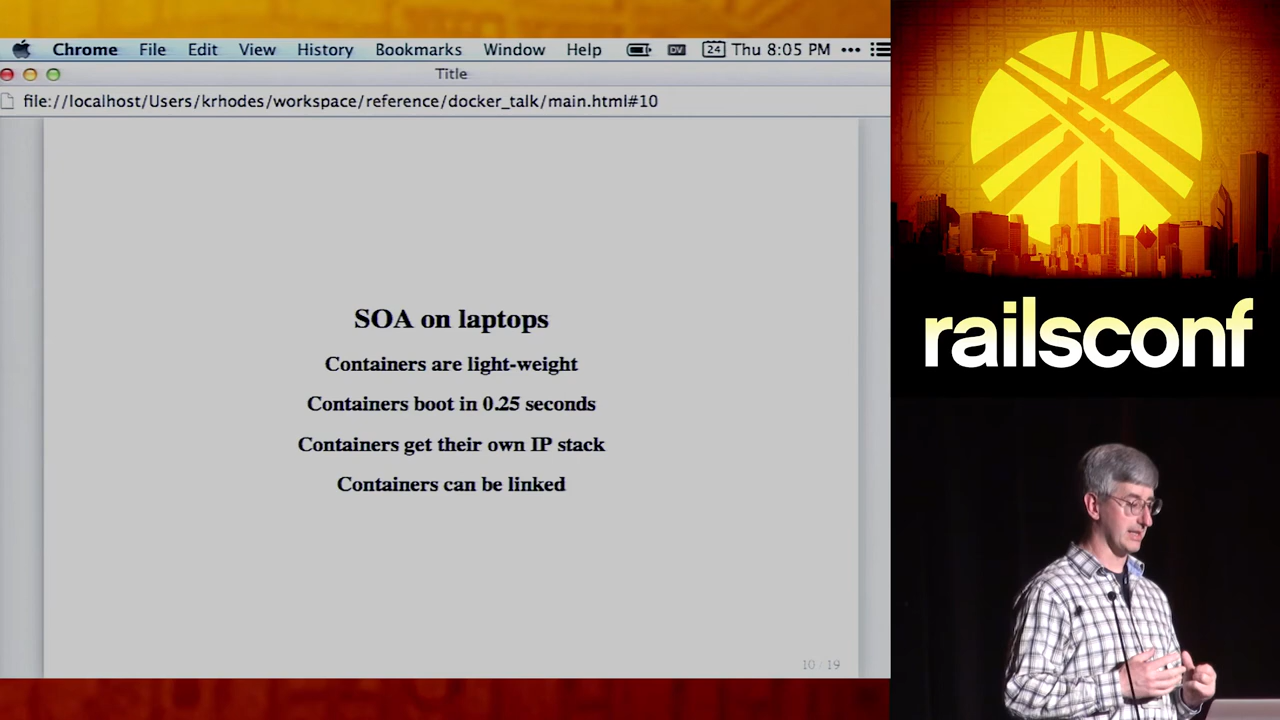 Chrome File Edit View History Bookmarks Window Help DV 24 Thu 8:05 PM
Title
file://localhost/Users/krhodes/workspace/reference/docker_talk/main.html#10
SOA on laptops
Containers are light-weight
Containers boot in 0.25 seconds
Containers get their own IP stack
Containers can be linked
10 / 19
railsconf